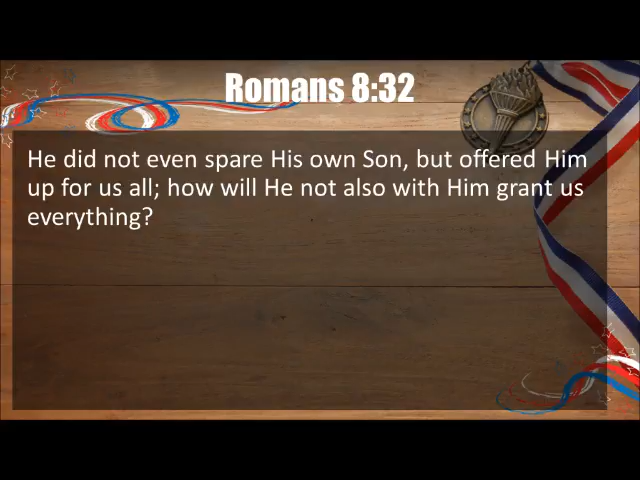 Romans 8:32
He did not even spare His own Son, but offered Him
up for us all; how will He not also with Him grant us
everything?